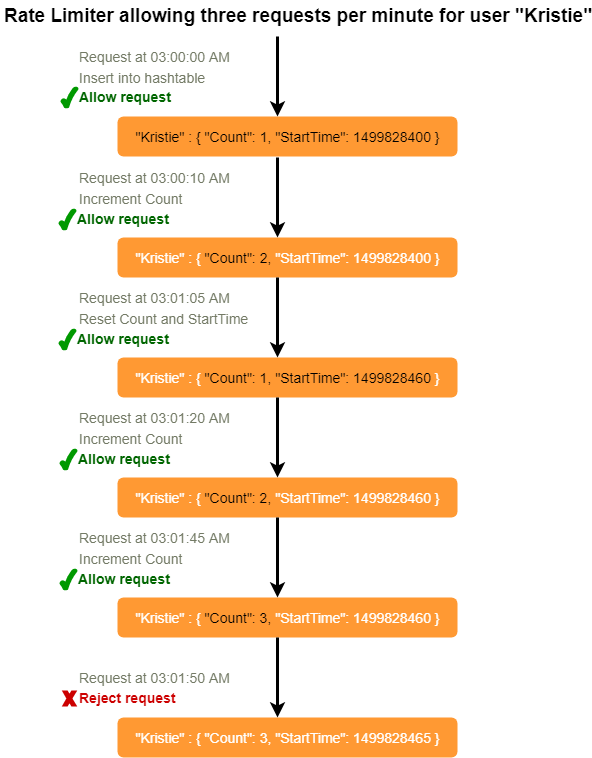 Rate Limiter allowing three requests per minute for user "Kristie"
Request at 03:00:00 AM
Insert into hashtable
Allow request
"Kristie" : { "Count": 1, "StartTime": 1499828400 }
Request at 03:00:10 AM
Increment Count
Allow request
"Kristie" : { "Count": 2, "StartTime": 1499828400 }
Request at 03:01:05 AM
Reset Count and StartTime
Allow request
"Kristie" : { "Count": 1, "StartTime": 1499828460 }
Request at 03:01:20 AM
Increment Count
Allow request
"Kristie" : { "Count": 2, "StartTime": 1499828460 }
Request at 03:01:45 AM
Increment Count
Allow request
"Kristie" : { "Count": 3, "StartTime": 1499828460 }
Request at 03:01:50 AM
Reject request
"Kristie" : { "Count": 3, "StartTime": 1499828465 }